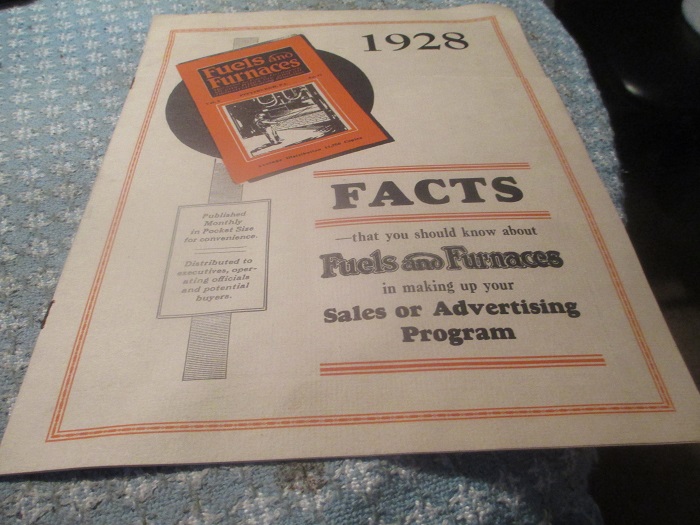 1928
Fuels and
Furnaces
FACTS
—that you should know about
Fuels and Furnaces
in making up your
Sales or Advertising
Program
Published
Monthly
in Pocket Size
for convenience.
Distributed to
executives, oper-
ating officials
and potential
buyers.